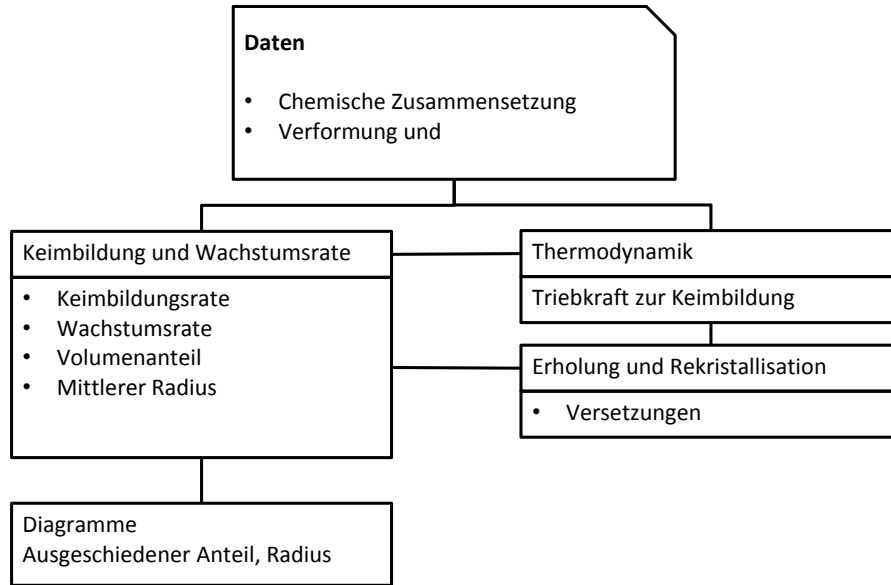 Daten
• Chemische Zusammensetzung
• Verformung und
Keimbildung und Wachstumsrate
• Keimbildungsrate
• Wachstumsrate
• Volumenanteil
• Mittlerer Radius
Thermodynamik
Triebkraft zur Keimbildung
Erholung und Rekristallisation
• Versetzungen
Diagramme
Ausgeschiedener Anteil, Radius